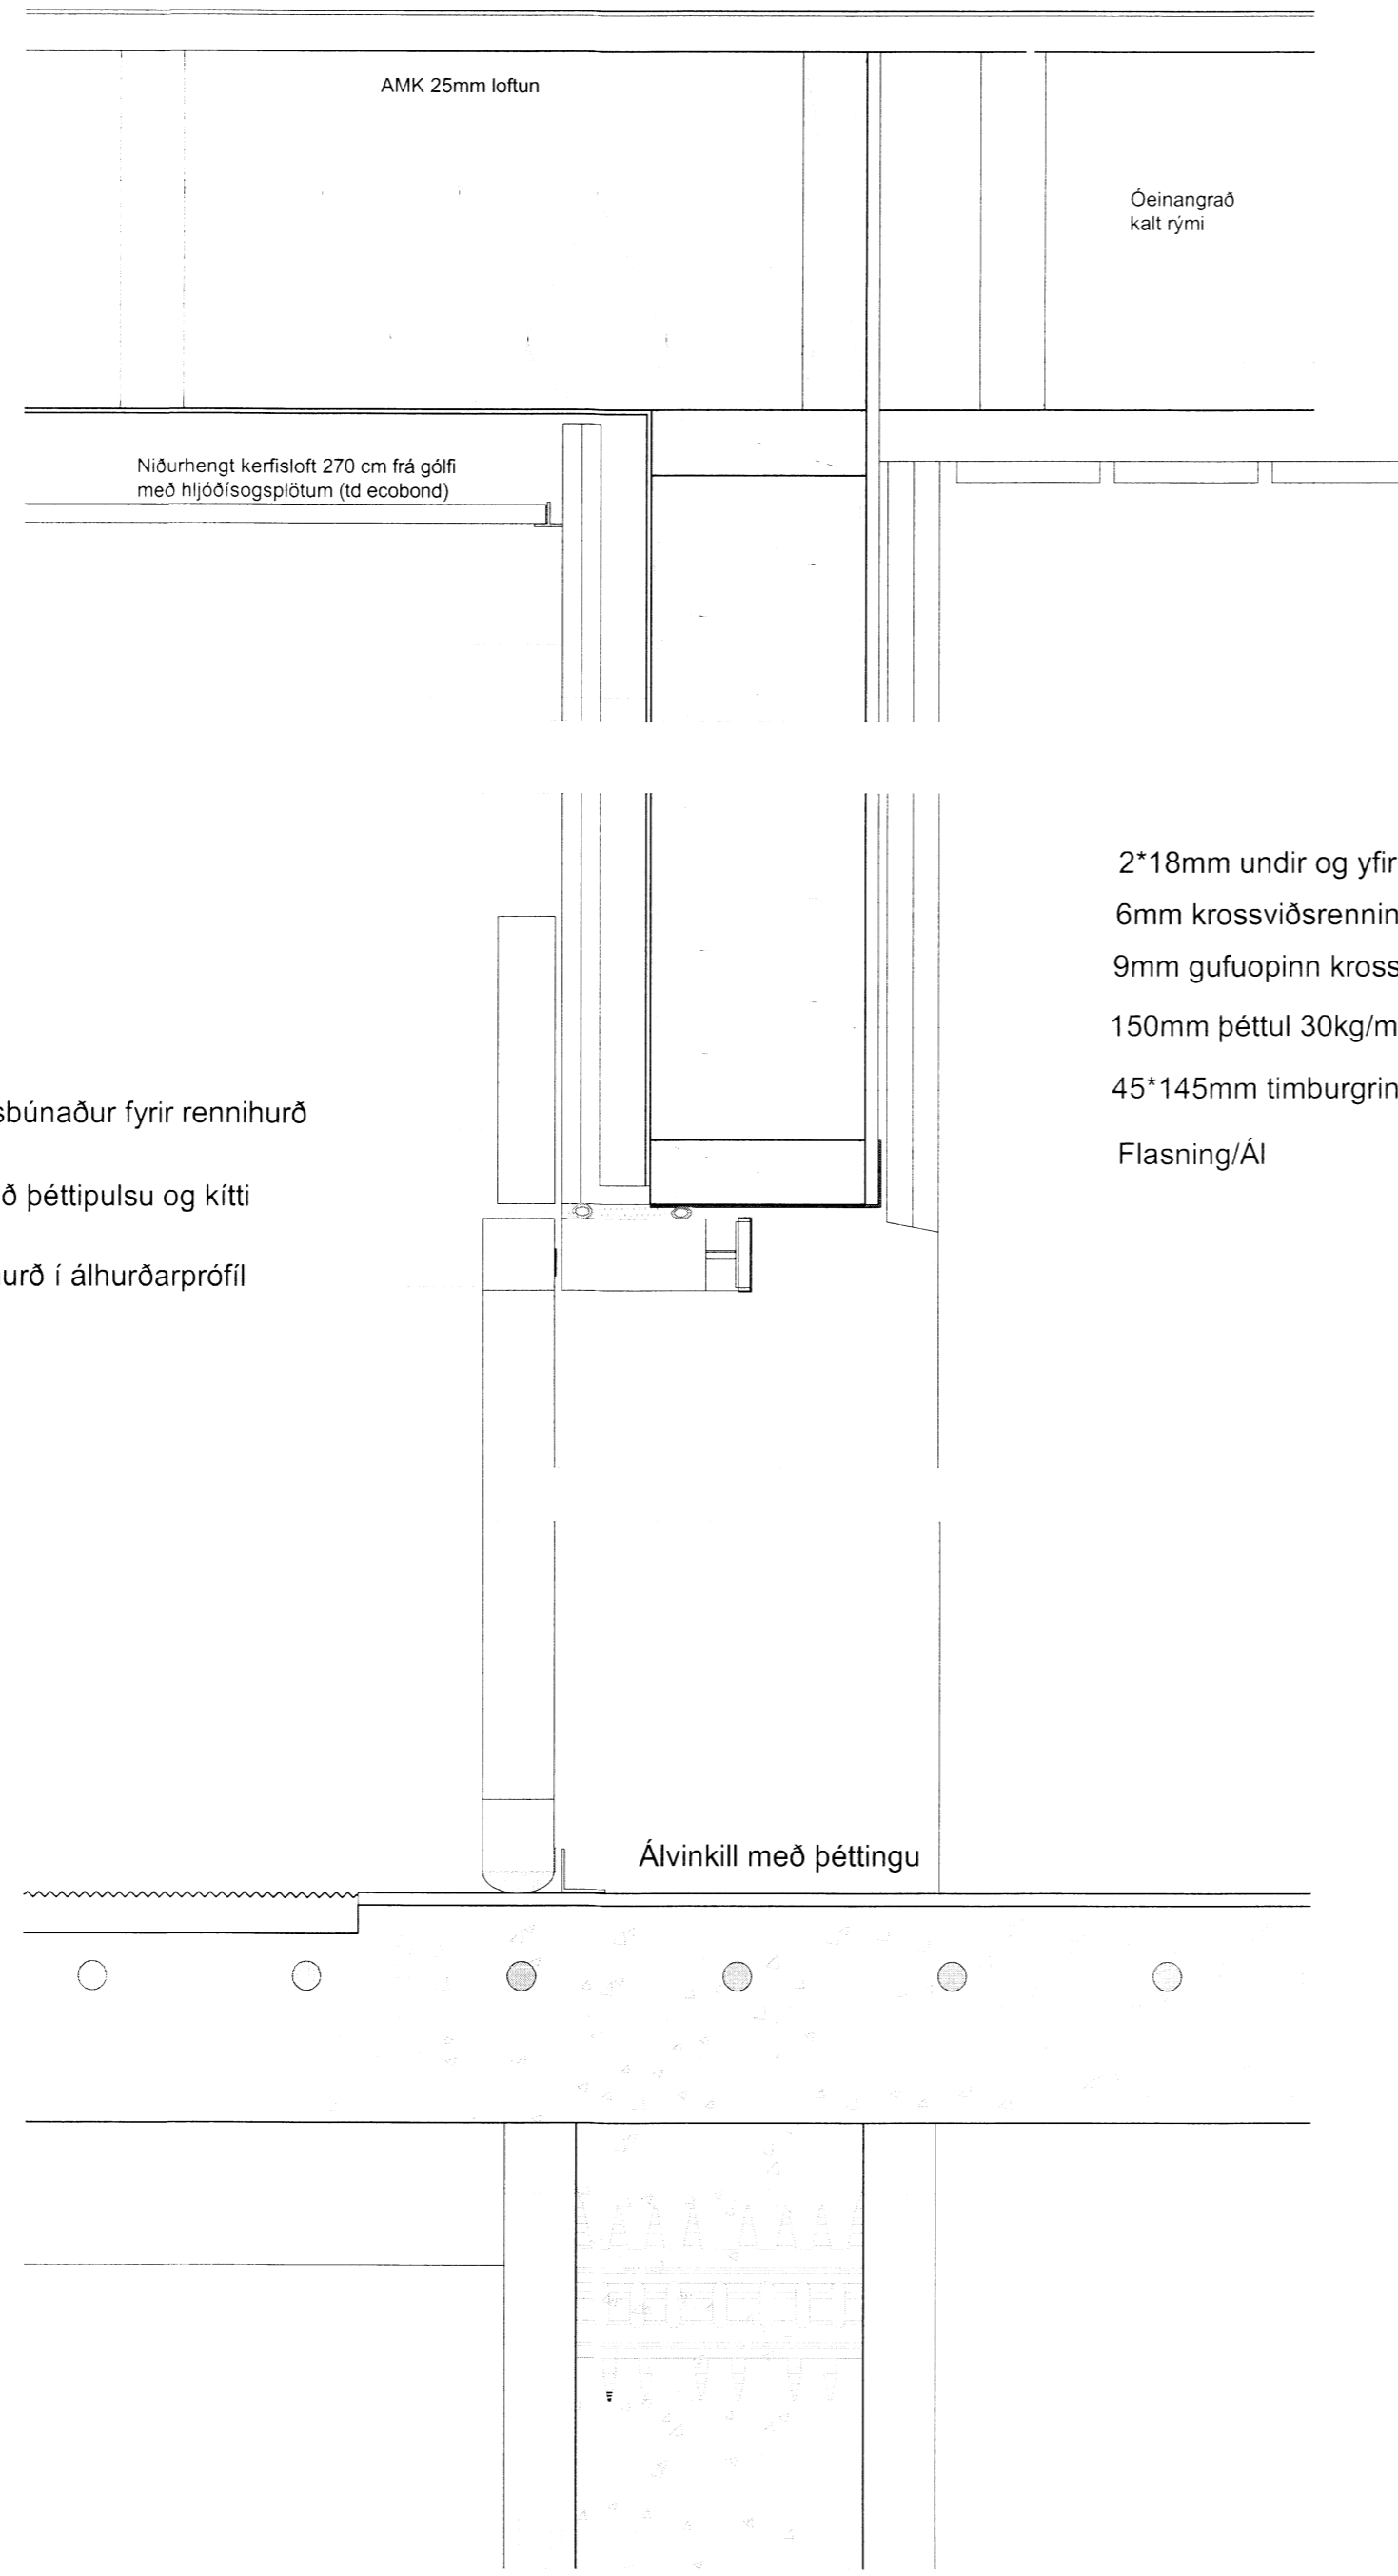 AMK 25mm loftun
Óeinangrað
kalt rými
Niðurhengt kerfisloft 270 cm frá gólfi
með hljóðísogsplötum (td ecobond)
2*18mm undir og yfir
6mm krossviðsrennin
9mm gufuopinn kross
150mm þéttul 30kg/m
45*145mm timburgrin
Flasning/Ál
sbúnaður fyrir rennihurð
ð þéttipulsu og kítti
urð í álhurðarprófíl
Álvinkill með þéttingu